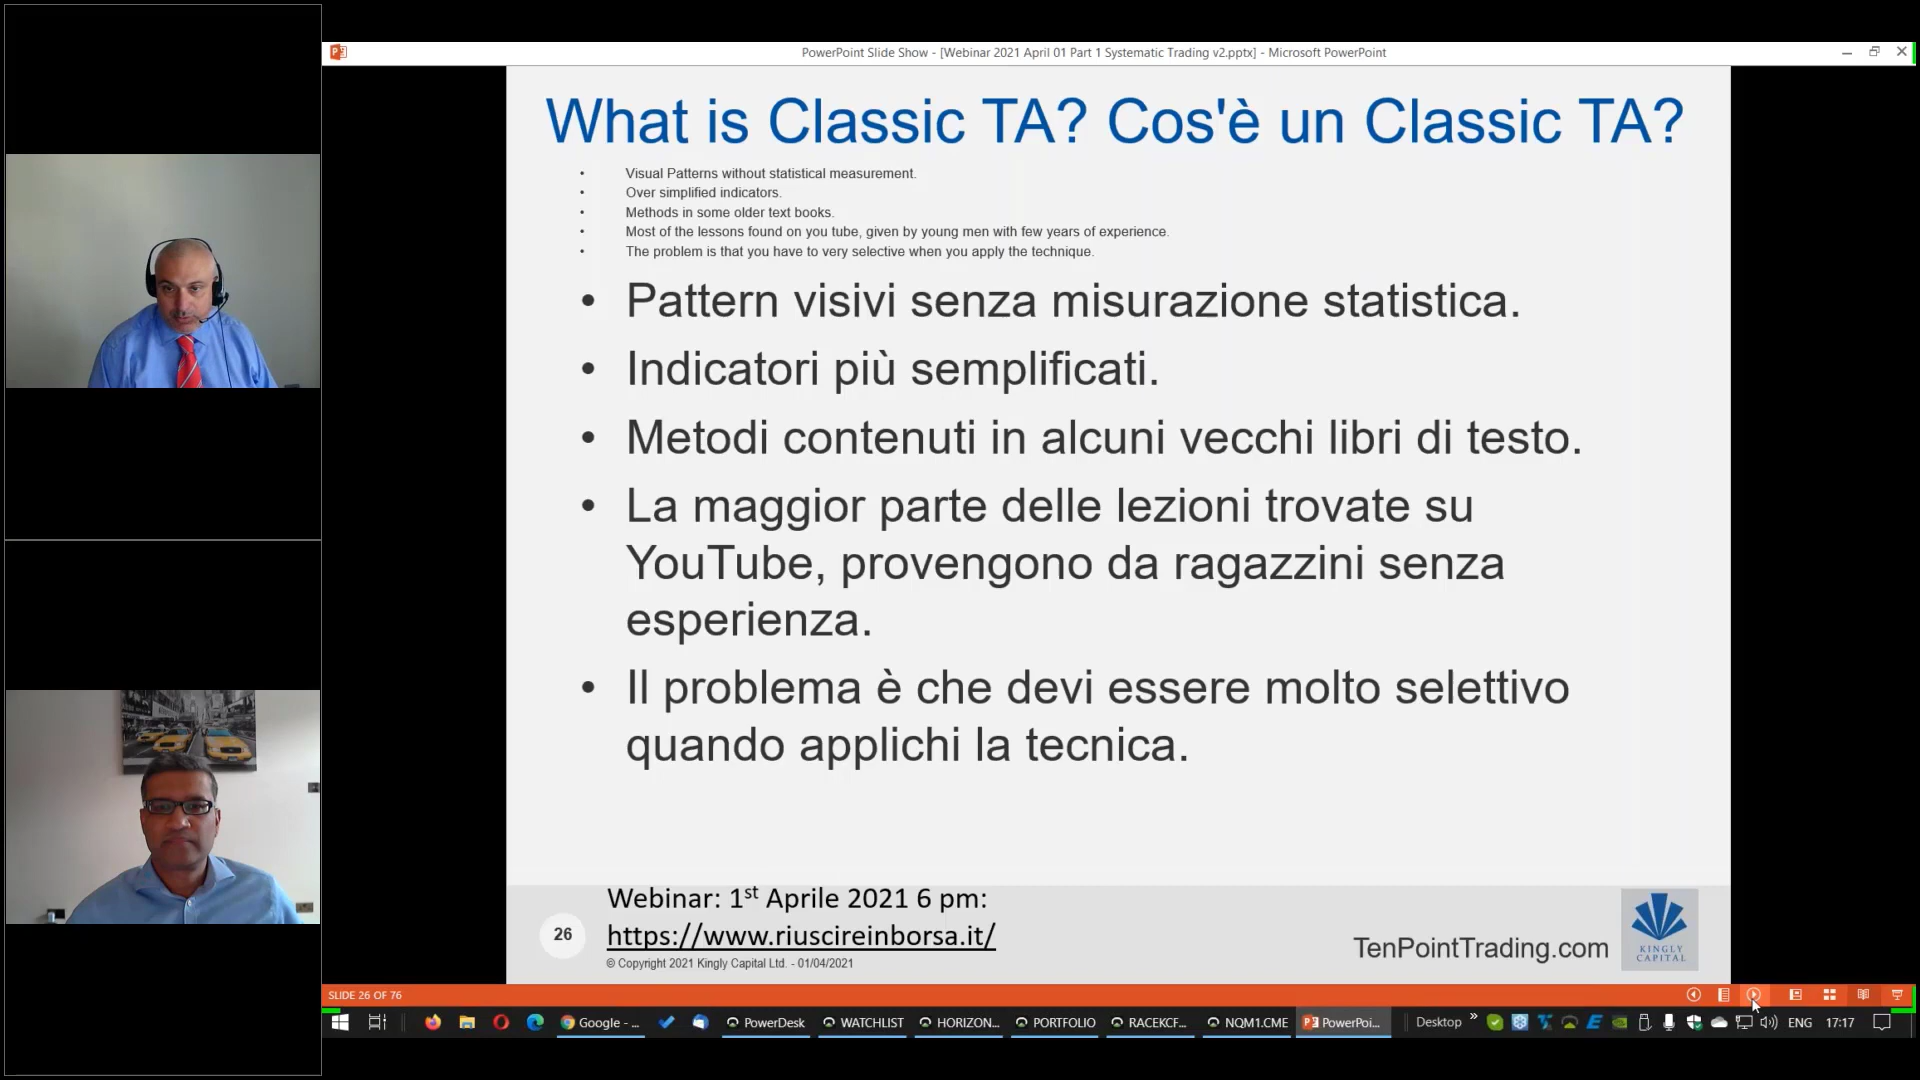 PowerPoint Slide Show - [Webinar 2021 April 01 Part 1 Systematic Trading v2.pptx] - Microsoft PowerPoint
What is Classic TA? Cos'è un Classic TA?
• Visual Patterns without statistical measurement.
• Over simplified indicators.
• Methods in some older text books.
• Most of the lessons found on you tube, given by young men with few years of experience.
• The problem is that you have to very selective when you apply the technique.
• Pattern visivi senza misurazione statistica.
• Indicatori più semplificati.
• Metodi contenuti in alcuni vecchi libri di testo.
• La maggior parte delle lezioni trovate su
YouTube, provengono da ragazzini senza
esperienza.
• Il problema è che devi essere molto selettivo
quando applichi la tecnica.
Webinar: 1st Aprile 2021 6 pm:
26
https://www.riuscireinborsa.it/
TenPointTrading.com
KINGLY
CAPITAL
© Copyright 2021 Kingly Capital Ltd. - 01/04/2021
SLIDE 26 OF 76
Google - ... PowerDesk WATCHLIST HORIZON... PORTFOLIO RACEKCF... NQM1.CME PowerPoi... Desktop » ENG 17:17